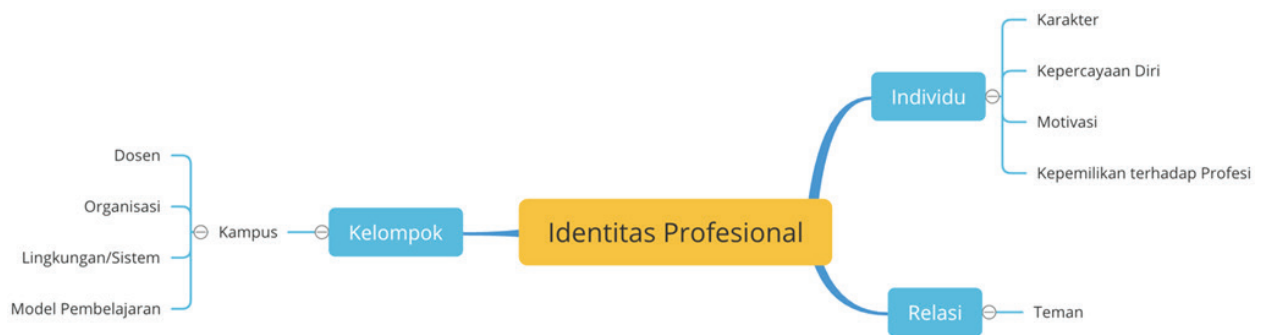 Identitas Profesional
Individu
Karakter
Kepercayaan Diri
Motivasi
Kepemilikan terhadap Profesi
Relasi
Teman
Kelompok
Kampus
Dosen
Organisasi
Lingkungan/Sistem
Model Pembelajaran